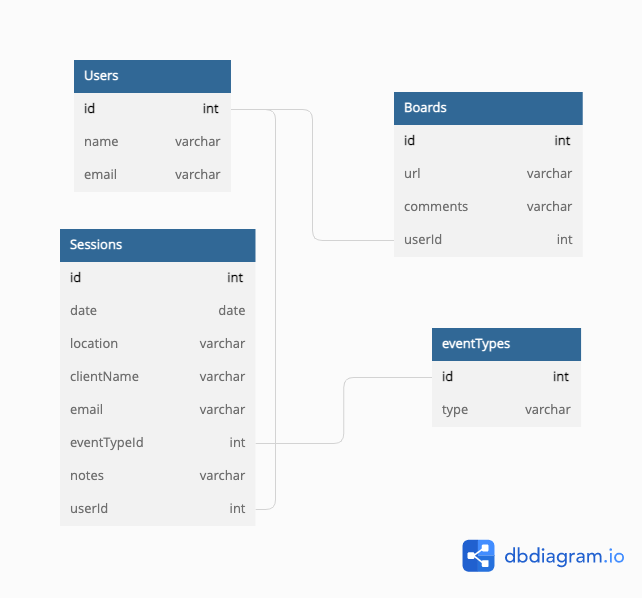 Users
id int
name varchar
email varchar
Boards
id int
url varchar
comments varchar
userId int
Sessions
id int
date date
location varchar
clientName varchar
email varchar
eventTypeId int
notes varchar
userId int
eventTypes
id int
type varchar
dbdiagram.io